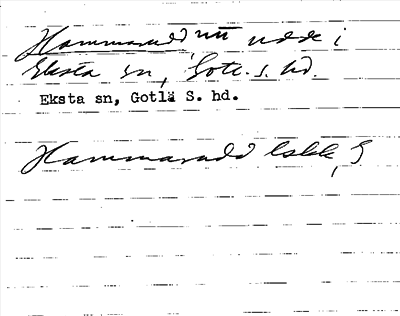 Hammarudd nu udde i
Eksta sn, Gotl. s. hd.
Eksta sn, Gotlä S. hd.
Hammarudd